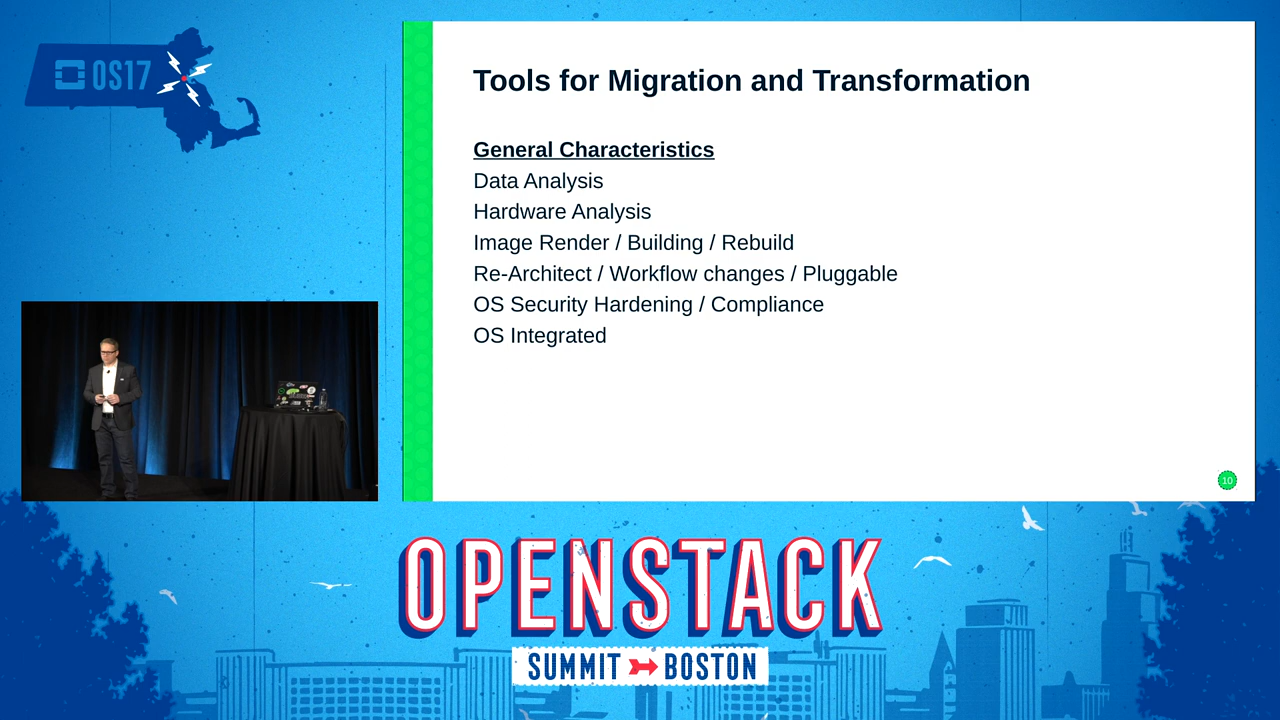 OS17
Tools for Migration and Transformation
General Characteristics
Data Analysis
Hardware Analysis
Image Render / Building / Rebuild
Re-Architect / Workflow changes / Pluggable
OS Security Hardening / Compliance
OS Integrated
10
OPENSTACK
SUMMIT BOSTON